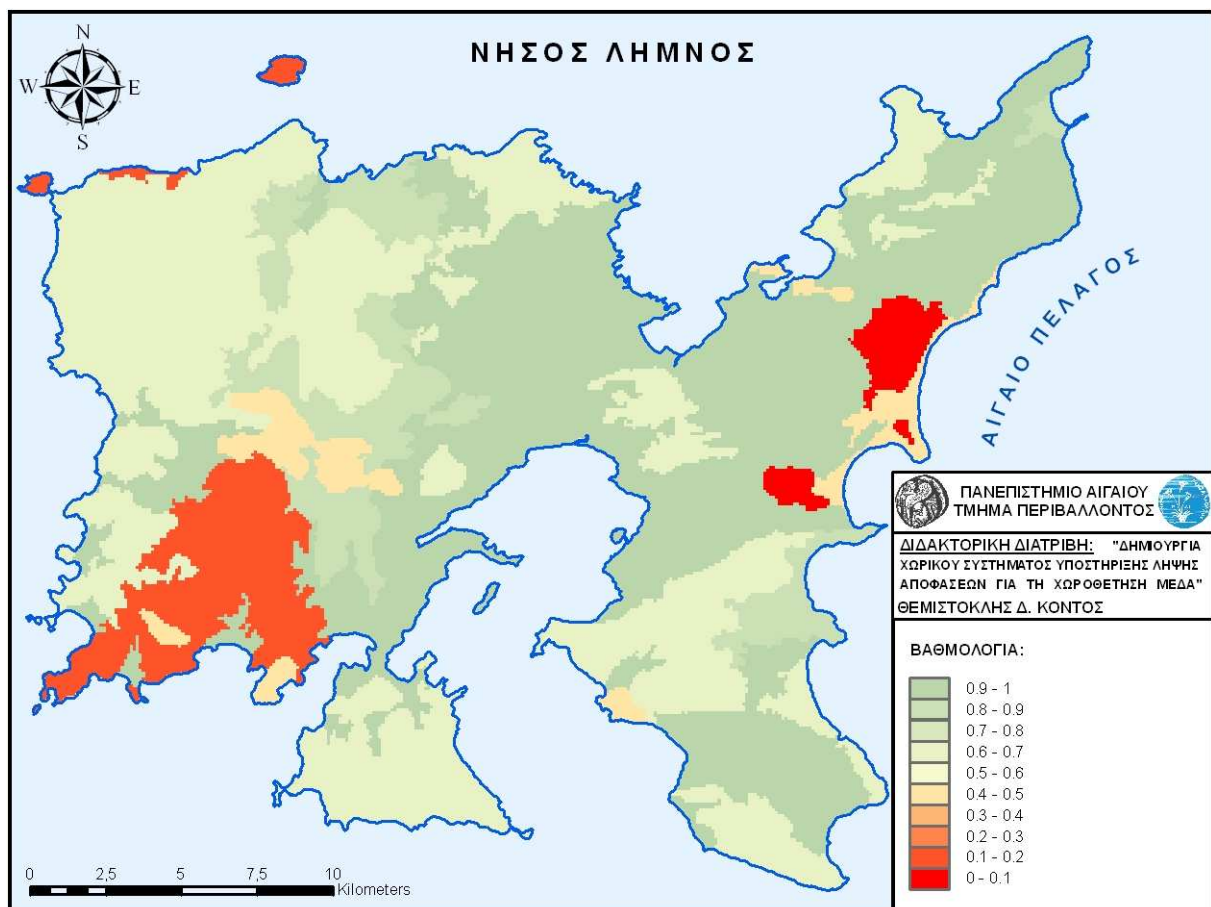 ΝΗΣΟΣ ΛΗΜΝΟΣ
N
W E
S
ΑΙΓΑΙΟ ΠΕΛΑΓΟΣ
ΠΑΝΕΠΙΣΤΗΜΙΟ ΑΙΓΑΙΟΥ
ΤΜΗΜΑ ΠΕΡΙΒΑΛΛΟΝΤΟΣ
ΔΙΔΑΚΤΟΡΙΚΗ ΔΙΑΤΡΙΒΗ: "ΔΗΜΙΟΥΡΓΙΑ
ΧΩΡΙΚΟΥ ΣΥΣΤΗΜΑΤΟΣ ΥΠΟΣΤΗΡΙΞΗΣ ΛΗΨΗΣ
ΑΠΟΦΑΣΕΩΝ ΓΙΑ ΤΗ ΧΩΡΟΘΕΤΗΣΗ ΜΕΔΑ"
ΘΕΜΙΣΤΟΚΛΗΣ Δ. ΚΟΝΤΟΣ
ΒΑΘΜΟΛΟΓΙΑ:
0.9 - 1
0.8 - 0.9
0.7 - 0.8
0.6 - 0.7
0.5 - 0.6
0.4 - 0.5
0.3 - 0.4
0.2 - 0.3
0.1 - 0.2
0 - 0.1
0 2,5 5 7,5 10
Kilometers